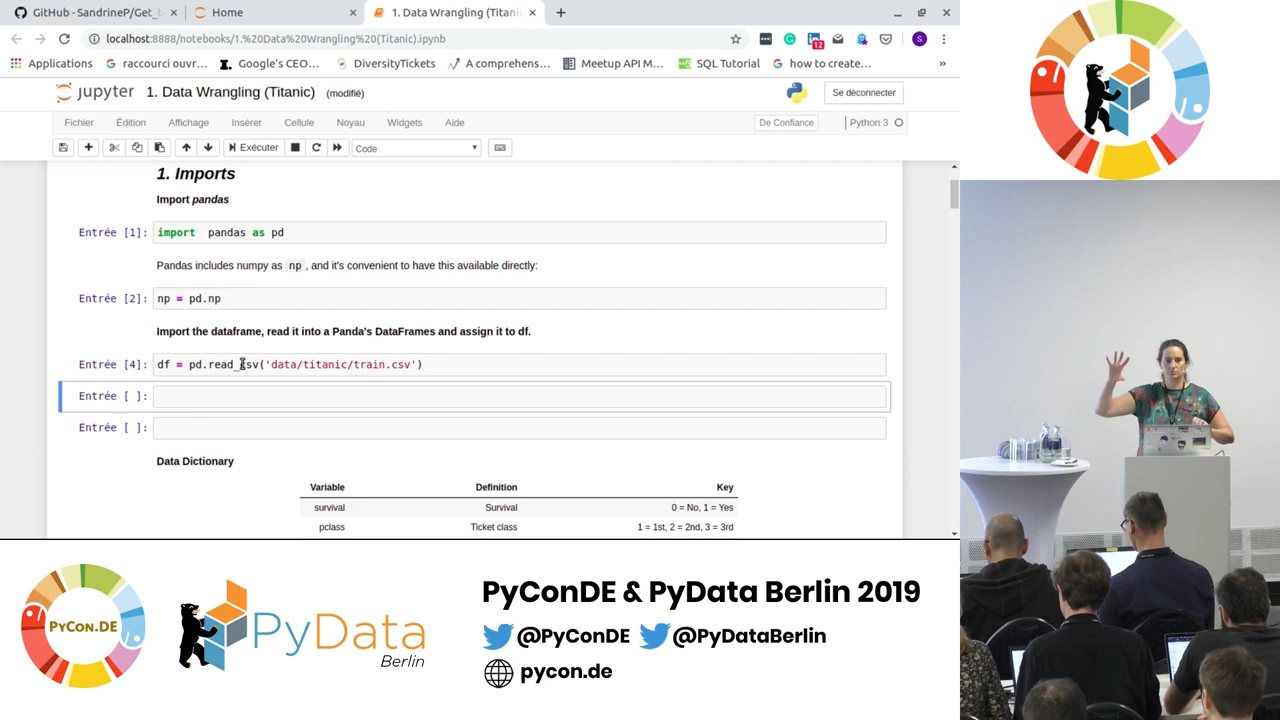 GitHub - SandrineP/Get_b
Home
1. Data Wrangling (Titanic
localhost:8888/notebooks/1.%20Data%20Wrangling%20(Titanic).ipynb
12
S
Applications
raccourci ouvr…
Google's CEO…
DiversityTickets
A comprehens…
Meetup API M…
SQL Tutorial
how to create…
»
jupyter
1. Data Wrangling (Titanic)
(modifié)
Se déconnecter
Fichier
Édition
Affichage
Insérer
Cellule
Noyau
Widgets
Aide
De Confiance
Python 3
Exécuter
Code
1. Imports
Import pandas
Entrée [1]: import  pandas as pd
Pandas includes numpy as np , and it's convenient to have this available directly:
Entrée [2]: np = pd.np
Import the dataframe, read it into a Panda's DataFrames and assign it to df.
Entrée [4]: df = pd.read_csv('data/titanic/train.csv')
Entrée [ ]:
Entrée [ ]:
Data Dictionary
Variable Definition Key
survival Survival 0 = No, 1 = Yes
pclass Ticket class 1 = 1st, 2 = 2nd, 3 = 3rd
PyCon.DE
PyData
Berlin
PyConDE & PyData Berlin 2019
@PyConDE @PyDataBerlin
pycon.de